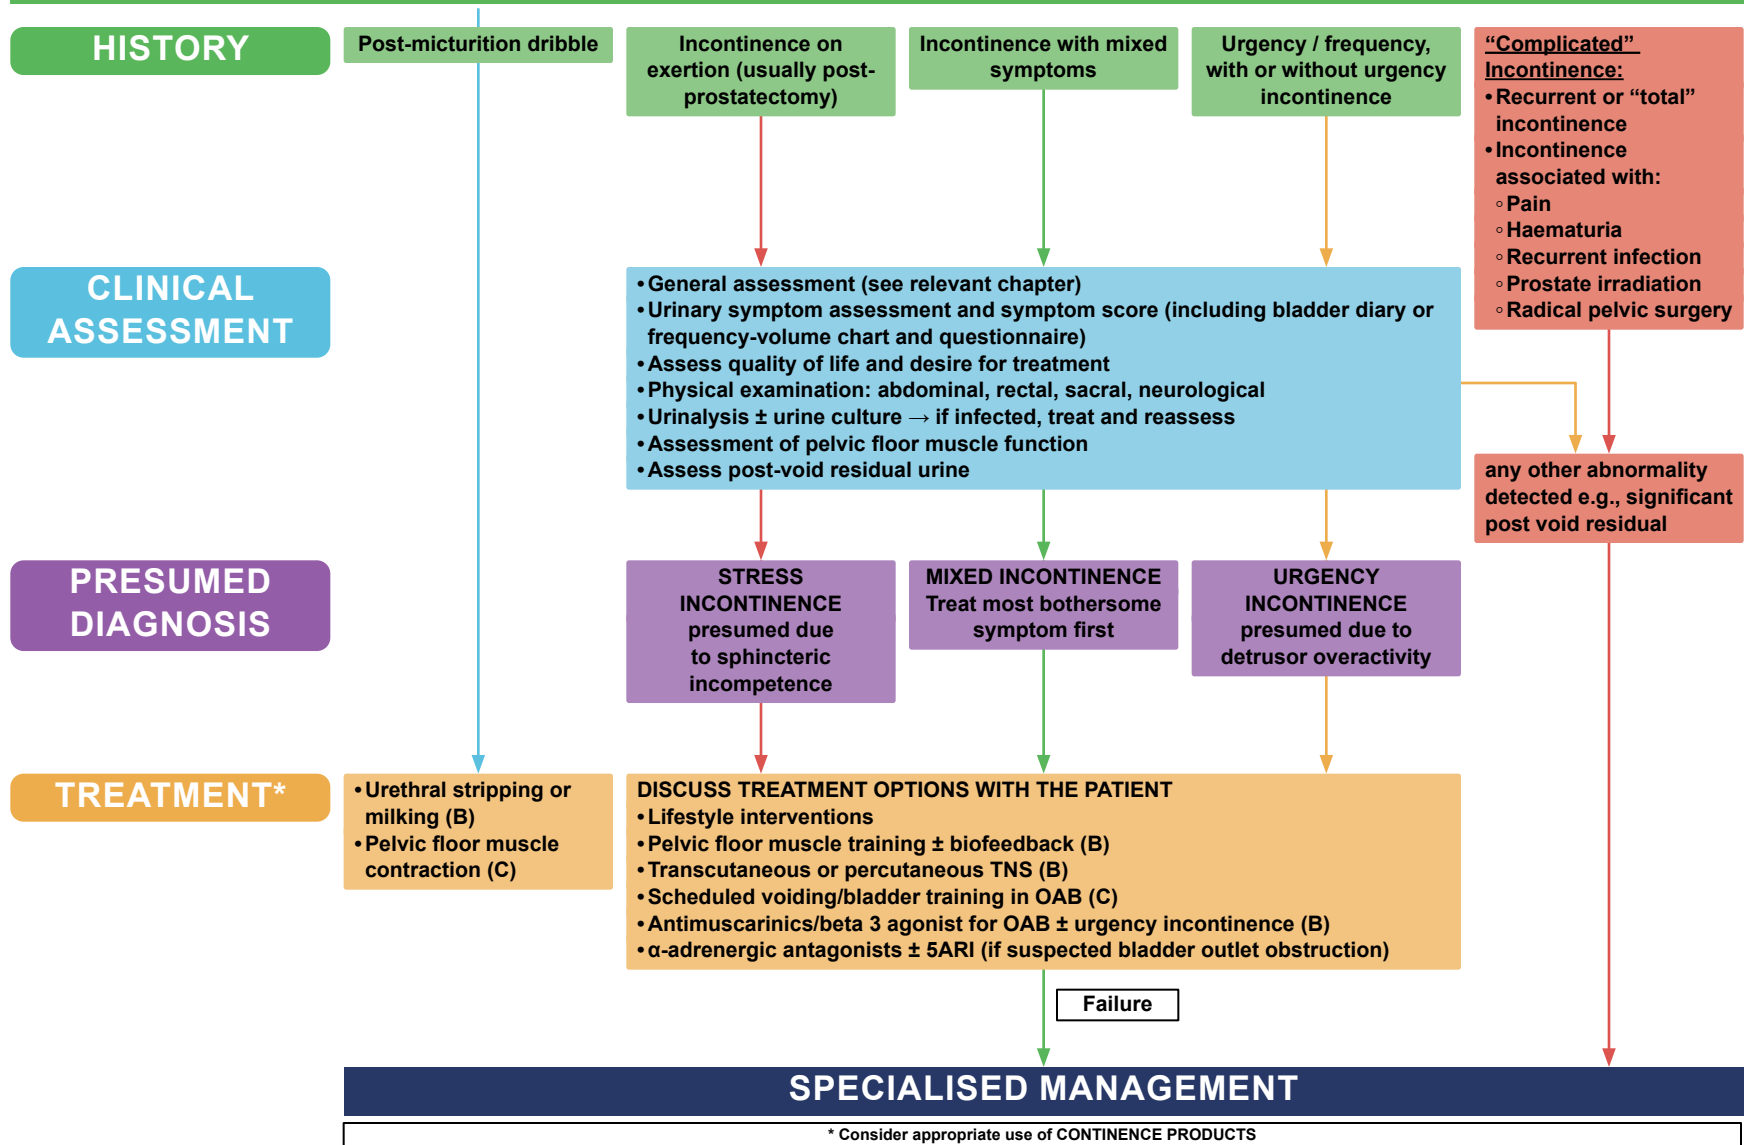 HISTORY
Post-micturition dribble
Incontinence on
exertion (usually post-
prostatectomy)
Incontinence with mixed
symptoms
Urgency / frequency,
with or without urgency
incontinence
“Complicated”
Incontinence:
• Recurrent or “total”
incontinence
• Incontinence
associated with:
◦ Pain
◦ Haematuria
◦ Recurrent infection
◦ Prostate irradiation
◦ Radical pelvic surgery
CLINICAL
ASSESSMENT
• General assessment (see relevant chapter)
• Urinary symptom assessment and symptom score (including bladder diary or
frequency-volume chart and questionnaire)
• Assess quality of life and desire for treatment
• Physical examination: abdominal, rectal, sacral, neurological
• Urinalysis ± urine culture → if infected, treat and reassess
• Assessment of pelvic floor muscle function
• Assess post-void residual urine
any other abnormality
detected e.g., significant
post void residual
PRESUMED
DIAGNOSIS
STRESS
INCONTINENCE
presumed due
to sphincteric
incompetence
MIXED INCONTINENCE
Treat most bothersome
symptom first
URGENCY
INCONTINENCE
presumed due to
detrusor overactivity
TREATMENT*
• Urethral stripping or
milking (B)
• Pelvic floor muscle
contraction (C)
DISCUSS TREATMENT OPTIONS WITH THE PATIENT
• Lifestyle interventions
• Pelvic floor muscle training ± biofeedback (B)
• Transcutaneous or percutaneous TNS (B)
• Scheduled voiding/bladder training in OAB (C)
• Antimuscarinics/beta 3 agonist for OAB ± urgency incontinence (B)
• α-adrenergic antagonists ± 5ARI (if suspected bladder outlet obstruction)
Failure
SPECIALISED MANAGEMENT
* Consider appropriate use of CONTINENCE PRODUCTS